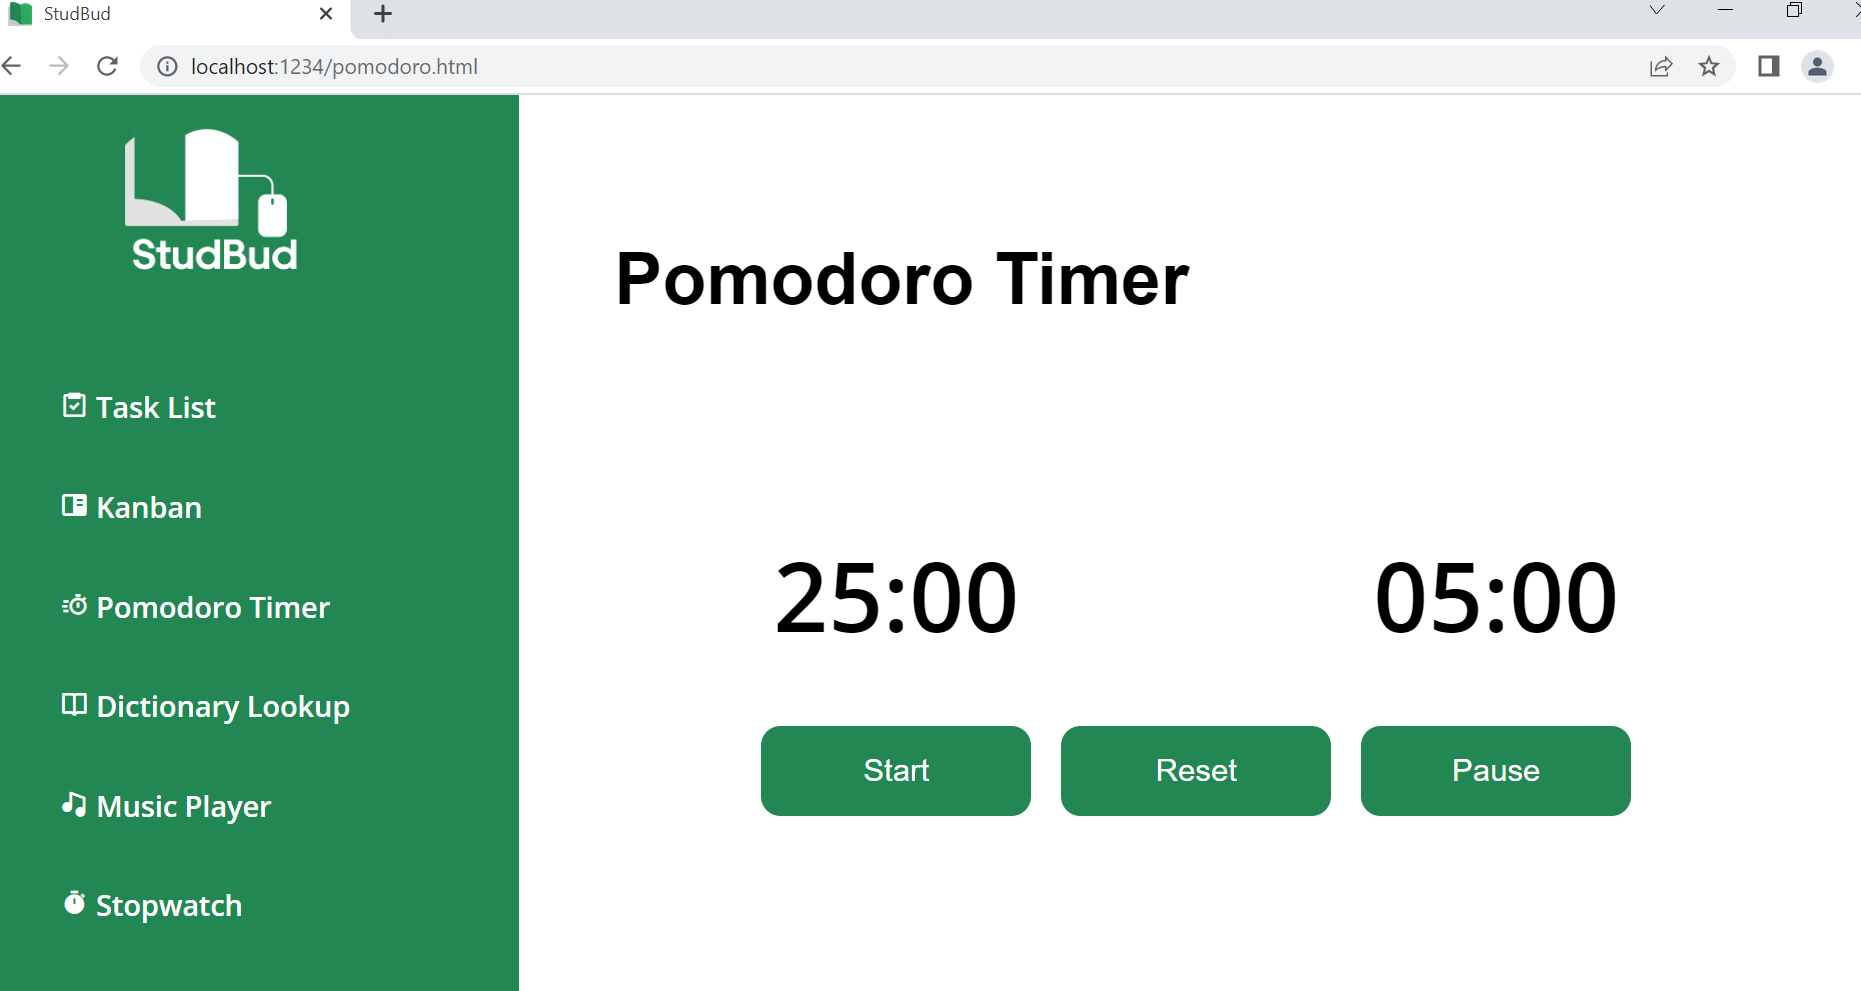 StudBud
localhost:1234/pomodoro.html
StudBud
Task List
Kanban
Pomodoro Timer
Dictionary Lookup
Music Player
Stopwatch
Pomodoro Timer
25:00 05:00
Start Reset Pause